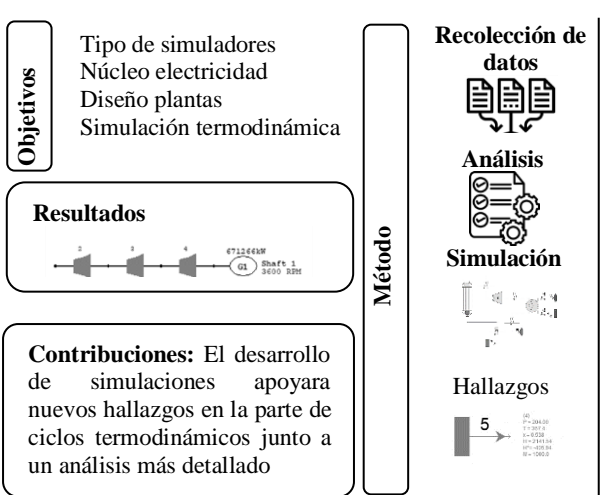 Objetivos
Tipo de simuladores
Núcleo electricidad
Diseño plantas
Simulación termodinámica
Resultados
2
3
4
671266kW
G1
Shaft 1
3600 RPM
Contribuciones: El desarrollo
de simulaciones apoyara
nuevos hallazgos en la parte de
ciclos termodinámicos junto a
un análisis más detallado
Método
Recolección de
datos
Análisis
Simulación
Hallazgos
5